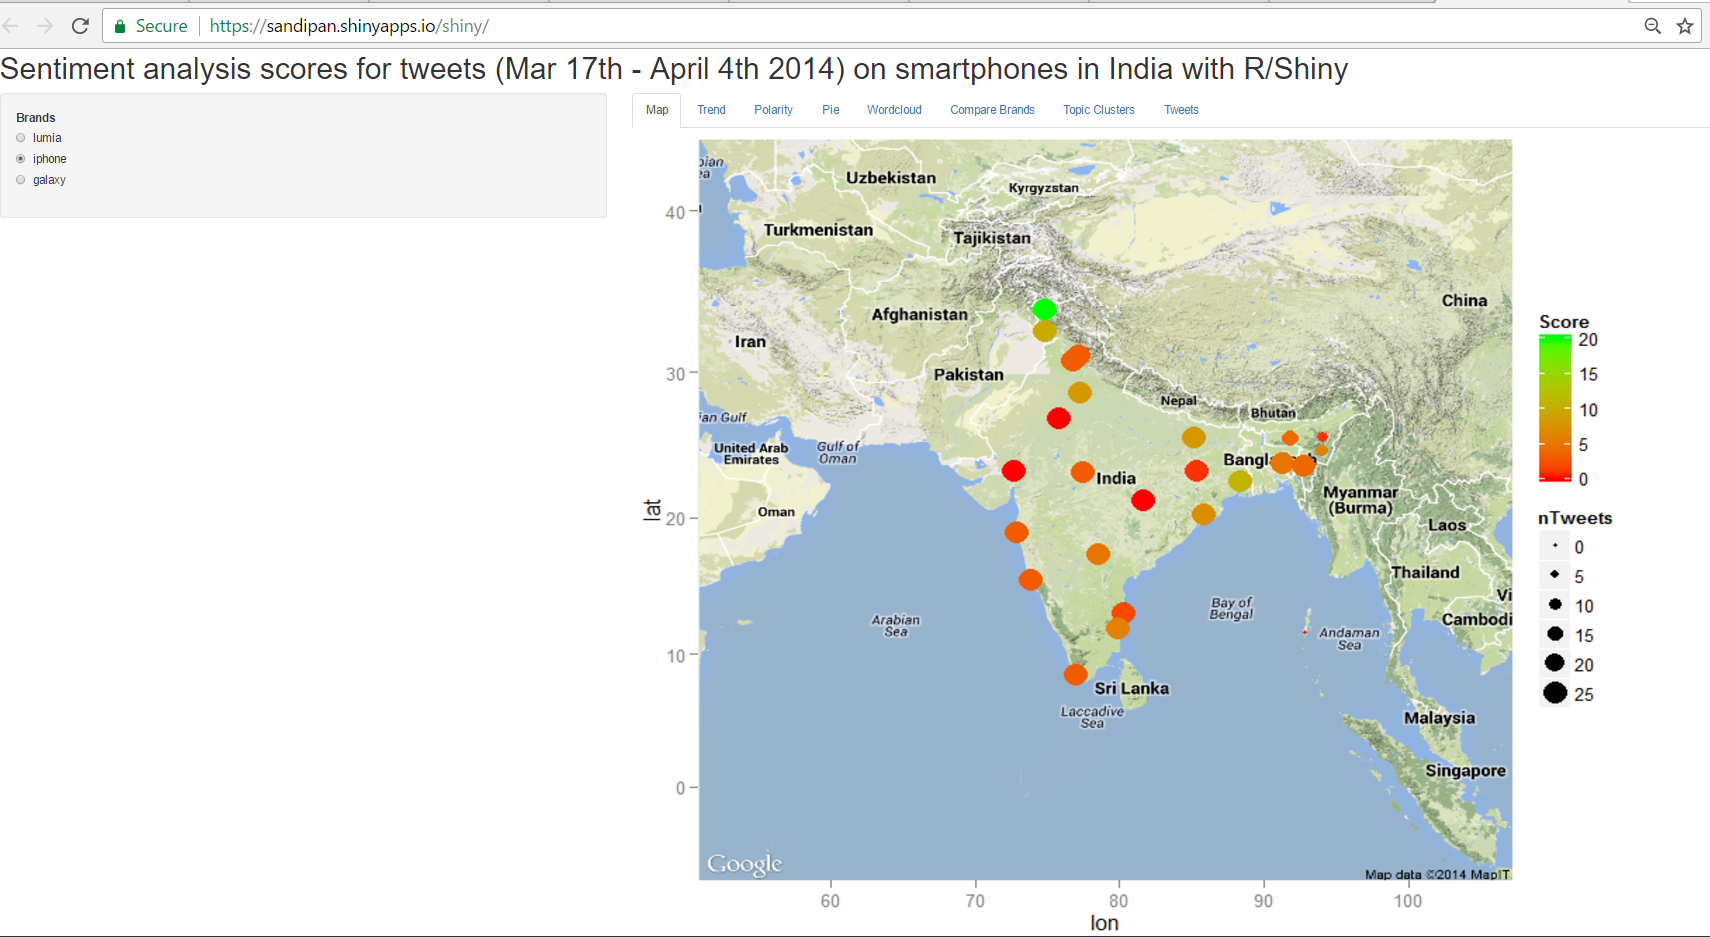 Secure https://sandipan.shinyapps.io/shiny/
Sentiment analysis scores for tweets (Mar 17th - April 4th 2014) on smartphones in India with R/Shiny
Brands
lumia
iphone
galaxy
Map Trend Polarity Pie Wordcloud Compare Brands Topic Clusters Tweets
Uzbekistan
Kyrgyzstan
Turkmenistan
Tajikistan
Afghanistan
China
Iran
Pakistan
Nepal
Bhutan
United Arab
Emirates
Gulf of
Oman
India
Oman
Myanmar
(Burma)
Laos
Thailand
Arabian
Sea
Bay of
Bengal
Andaman
Sea
Sri Lanka
Laccadive
Sea
Malaysia
Singapore
Google
Map data ©2014 MapIT
lat
40
30
20
10
0
60 70 80 90 100
lon
Score
20
15
10
5
0
nTweets
0
5
10
15
20
25